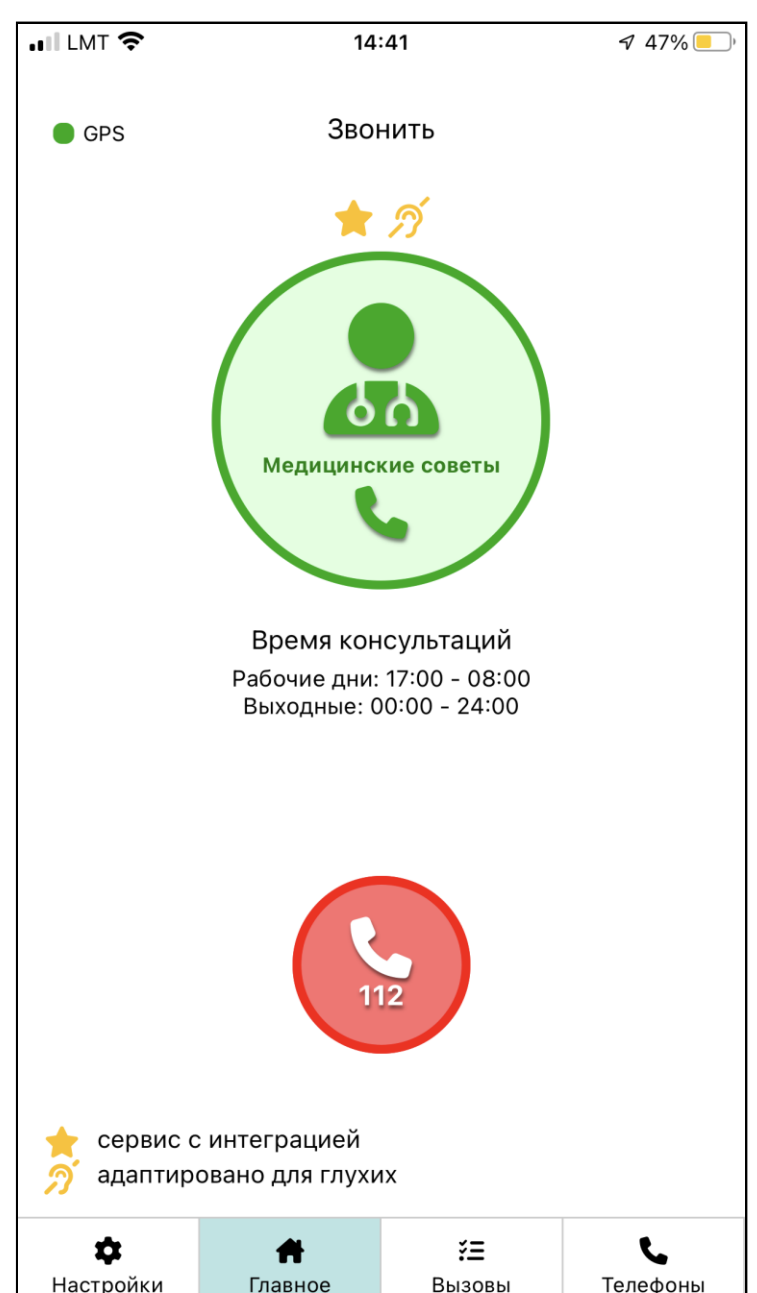 LMT 14:41 47%
GPS Звонить
Медицинские советы
Время консультаций
Рабочие дни: 17:00 - 08:00
Выходные: 00:00 - 24:00
112
сервис с интеграцией
адаптировано для глухих
Настройки Главное Вызовы Телефоны